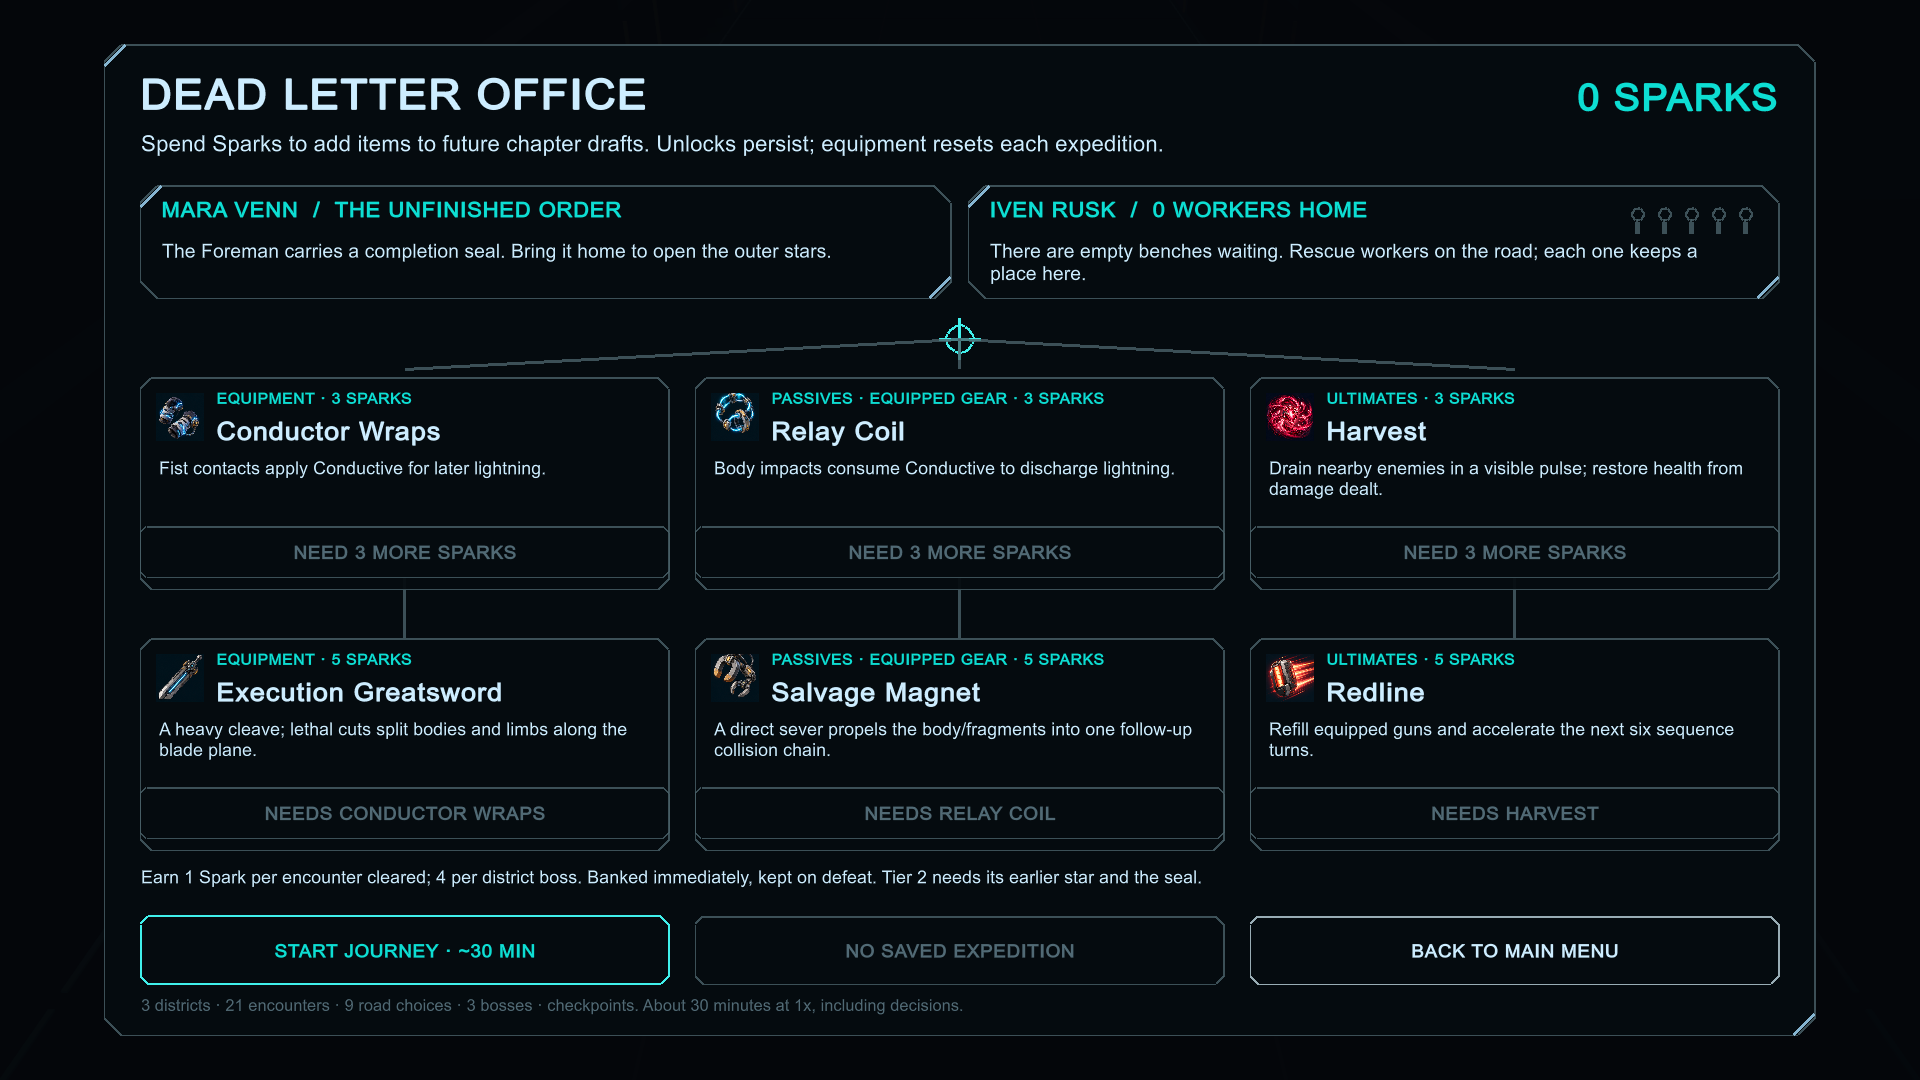 DEAD LETTER OFFICE
0 SPARKS
Spend Sparks to add items to future chapter drafts. Unlocks persist; equipment resets each expedition.
MARA VENN / THE UNFINISHED ORDER
The Foreman carries a completion seal. Bring it home to open the outer stars.
IVEN RUSK / 0 WORKERS HOME
There are empty benches waiting. Rescue workers on the road; each one keeps a
place here.
EQUIPMENT · 3 SPARKS
Conductor Wraps
Fist contacts apply Conductive for later lightning.
NEED 3 MORE SPARKS
PASSIVES · EQUIPPED GEAR · 3 SPARKS
Relay Coil
Body impacts consume Conductive to discharge lightning.
NEED 3 MORE SPARKS
ULTIMATES · 3 SPARKS
Harvest
Drain nearby enemies in a visible pulse; restore health from
damage dealt.
NEED 3 MORE SPARKS
EQUIPMENT · 5 SPARKS
Execution Greatsword
A heavy cleave; lethal cuts split bodies and limbs along the
blade plane.
NEEDS CONDUCTOR WRAPS
PASSIVES · EQUIPPED GEAR · 5 SPARKS
Salvage Magnet
A direct sever propels the body/fragments into one follow-up
collision chain.
NEEDS RELAY COIL
ULTIMATES · 5 SPARKS
Redline
Refill equipped guns and accelerate the next six sequence
turns.
NEEDS HARVEST
Earn 1 Spark per encounter cleared; 4 per district boss. Banked immediately, kept on defeat. Tier 2 needs its earlier star and the seal.
START JOURNEY · ~30 MIN
NO SAVED EXPEDITION
BACK TO MAIN MENU
3 districts · 21 encounters · 9 road choices · 3 bosses · checkpoints. About 30 minutes at 1x, including decisions.